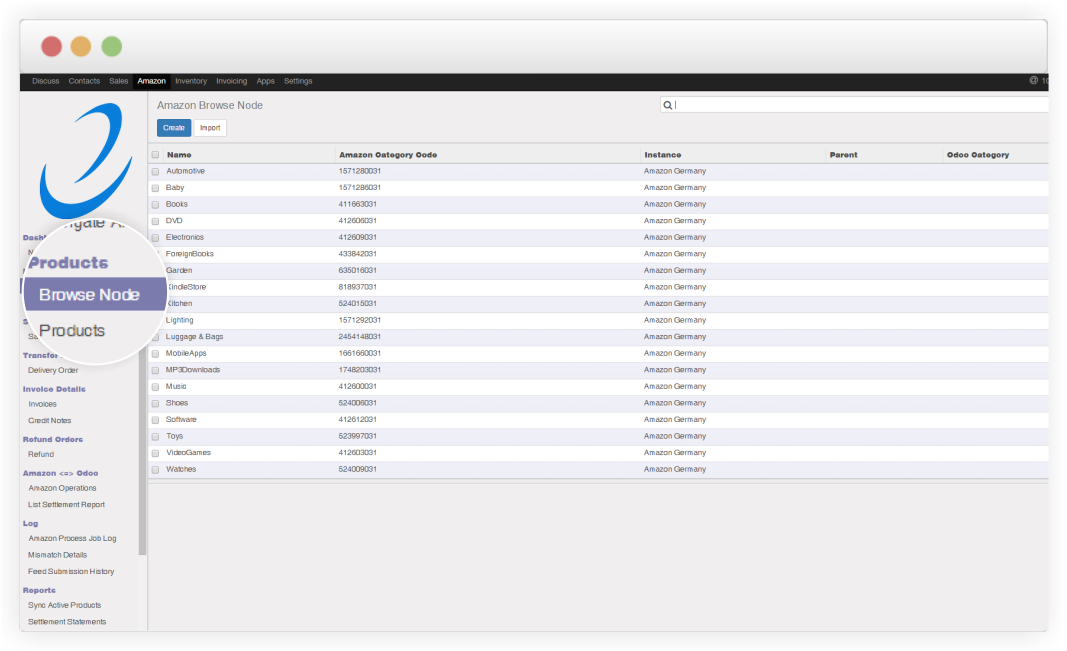 Discuss Contacts Sales Amazon Inventory Invoicing Apps Settings @ 10
Amazon Browse Node
Create Import
Name Amazon Category Code Instance Parent Odoo Category
Automotive 1571280031 Amazon Germany
Baby 1571286031 Amazon Germany
Books 411663031 Amazon Germany
DVD 412606031 Amazon Germany
Electronics 412609031 Amazon Germany
ForeignBooks 433842031 Amazon Germany
Garden 635016031 Amazon Germany
KindleStore 818937031 Amazon Germany
Kitchen 524015031 Amazon Germany
Lighting 1571292031 Amazon Germany
Luggage & Bags 2454148031 Amazon Germany
MobileApps 1661660031 Amazon Germany
MP3Downloads 1748203031 Amazon Germany
Music 412600031 Amazon Germany
Shoes 524006031 Amazon Germany
Software 412612031 Amazon Germany
Toys 523997031 Amazon Germany
VideoGames 412603031 Amazon Germany
Watches 524009031 Amazon Germany
Products
Browse Node
Products
Delivery Order
Invoice Details
Invoices
Credit Notes
Refund Orders
Refund
Amazon <=> Odoo
Amazon Operations
List Settlement Report
Log
Amazon Process Job Log
Mismatch Details
Feed Submission History
Reports
Sync Active Products
Settlement Statements